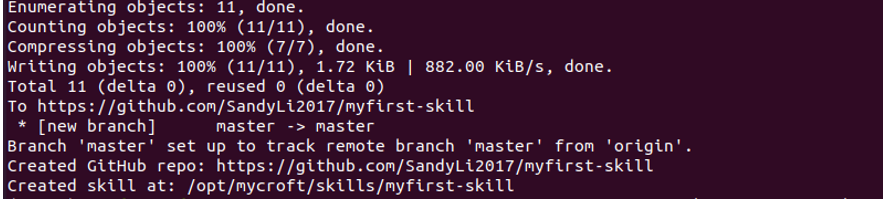 Enumerating objects: 11, done.
Counting objects: 100% (11/11), done.
Compressing objects: 100% (7/7), done.
Writing objects: 100% (11/11), 1.72 KiB | 882.00 KiB/s, done.
Total 11 (delta 0), reused 0 (delta 0)
To https://github.com/SandyLi2017/myfirst-skill
 * [new branch]      master -> master
Branch 'master' set up to track remote branch 'master' from 'origin'.
Created GitHub repo: https://github.com/SandyLi2017/myfirst-skill
Created skill at: /opt/mycroft/skills/myfirst-skill